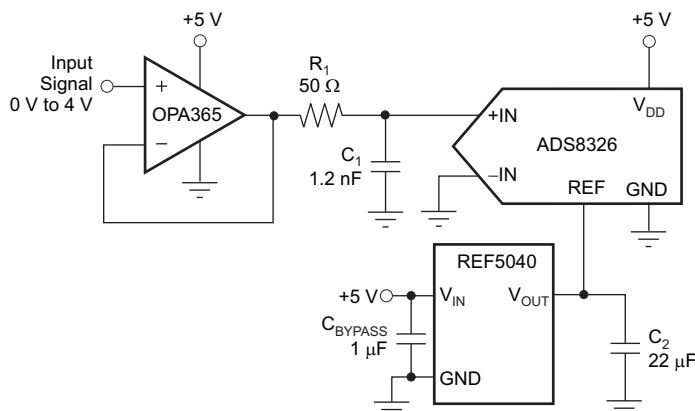 +5 V
+5 V
Input
Signal
0 V to 4 V
+
−
OPA365
R1
50 Ω
C1
1.2 nF
+IN
−IN
VDD
ADS8326
REF
GND
REF5040
+5 V
VIN
VOUT
CBYPASS
1 μF
GND
C2
22 μF